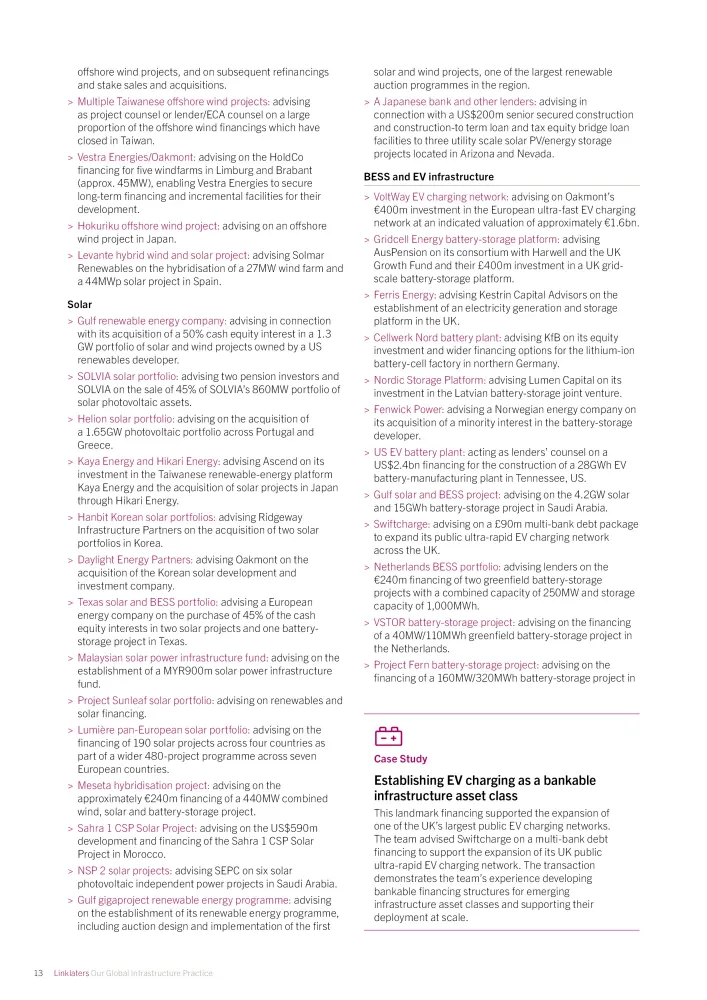 offshore wind projects, and on subsequent refinancings
and stake sales and acquisitions.
> Multiple Taiwanese offshore wind projects: advising
as project counsel or lender/ECA counsel on a large
proportion of the offshore wind financings which have
closed in Taiwan.
> Vestra Energies/Oakmont: advising on the HoldCo
financing for five windfarms in Limburg and Brabant
(approx. 45MW), enabling Vestra Energies to secure
long-term financing and incremental facilities for their
development.
> Hokuriku offshore wind project: advising on an offshore
wind project in Japan.
> Levante hybrid wind and solar project: advising Solmar
Renewables on the hybridisation of a 27MW wind farm and
a 44MWp solar project in Spain.
Solar
> Gulf renewable energy company: advising in connection
with its acquisition of a 50% cash equity interest in a 1.3
GW portfolio of solar and wind projects owned by a US
renewables developer.
> SOLVIA solar portfolio: advising two pension investors and
SOLVIA on the sale of 45% of SOLVIA’s 860MW portfolio of
solar photovoltaic assets.
> Helion solar portfolio: advising on the acquisition of
a 1.65GW photovoltaic portfolio across Portugal and
Greece.
> Kaya Energy and Hikari Energy: advising Ascend on its
investment in the Taiwanese renewable-energy platform
Kaya Energy and the acquisition of solar projects in Japan
through Hikari Energy.
> Hanbit Korean solar portfolios: advising Ridgeway
Infrastructure Partners on the acquisition of two solar
portfolios in Korea.
> Daylight Energy Partners: advising Oakmont on the
acquisition of the Korean solar development and
investment company.
> Texas solar and BESS portfolio: advising a European
energy company on the purchase of 45% of the cash
equity interests in two solar projects and one battery-
storage project in Texas.
> Malaysian solar power infrastructure fund: advising on the
establishment of a MYR900m solar power infrastructure
fund.
> Project Sunleaf solar portfolio: advising on renewables and
solar financing.
> Lumière pan-European solar portfolio: advising on the
financing of 190 solar projects across four countries as
part of a wider 480-project programme across seven
European countries.
> Meseta hybridisation project: advising on the
approximately €240m financing of a 440MW combined
wind, solar and battery-storage project.
> Sahra 1 CSP Solar Project: advising on the US$590m
development and financing of the Sahra 1 CSP Solar
Project in Morocco.
> NSP 2 solar projects: advising SEPC on six solar
photovoltaic independent power projects in Saudi Arabia.
> Gulf gigaproject renewable energy programme: advising
on the establishment of its renewable energy programme,
including auction design and implementation of the first
solar and wind projects, one of the largest renewable
auction programmes in the region.
> A Japanese bank and other lenders: advising in
connection with a US$200m senior secured construction
and construction-to term loan and tax equity bridge loan
facilities to three utility scale solar PV/energy storage
projects located in Arizona and Nevada.
BESS and EV infrastructure
> VoltWay EV charging network: advising on Oakmont’s
€400m investment in the European ultra-fast EV charging
network at an indicated valuation of approximately €1.6bn.
> Gridcell Energy battery-storage platform: advising
AusPension on its consortium with Harwell and the UK
Growth Fund and their £400m investment in a UK grid-
scale battery-storage platform.
> Ferris Energy: advising Kestrin Capital Advisors on the
establishment of an electricity generation and storage
platform in the UK.
> Cellwerk Nord battery plant: advising KfB on its equity
investment and wider financing options for the lithium-ion
battery-cell factory in northern Germany.
> Nordic Storage Platform: advising Lumen Capital on its
investment in the Latvian battery-storage joint venture.
> Fenwick Power: advising a Norwegian energy company on
its acquisition of a minority interest in the battery-storage
developer.
> US EV battery plant: acting as lenders’ counsel on a
US$2.4bn financing for the construction of a 28GWh EV
battery-manufacturing plant in Tennessee, US.
> Gulf solar and BESS project: advising on the 4.2GW solar
and 15GWh battery-storage project in Saudi Arabia.
> Swiftcharge: advising on a £90m multi-bank debt package
to expand its public ultra-rapid EV charging network
across the UK.
> Netherlands BESS portfolio: advising lenders on the
€240m financing of two greenfield battery-storage
projects with a combined capacity of 250MW and storage
capacity of 1,000MWh.
> VSTOR battery-storage project: advising on the financing
of a 40MW/110MWh greenfield battery-storage project in
the Netherlands.
> Project Fern battery-storage project: advising on the
financing of a 160MW/320MWh battery-storage project in
Case Study
Establishing EV charging as a bankable
infrastructure asset class
This landmark financing supported the expansion of
one of the UK’s largest public EV charging networks.
The team advised Swiftcharge on a multi-bank debt
financing to support the expansion of its UK public
ultra-rapid EV charging network. The transaction
demonstrates the team’s experience developing
bankable financing structures for emerging
infrastructure asset classes and supporting their
deployment at scale.
13 Linklaters Our Global Infrastructure Practice